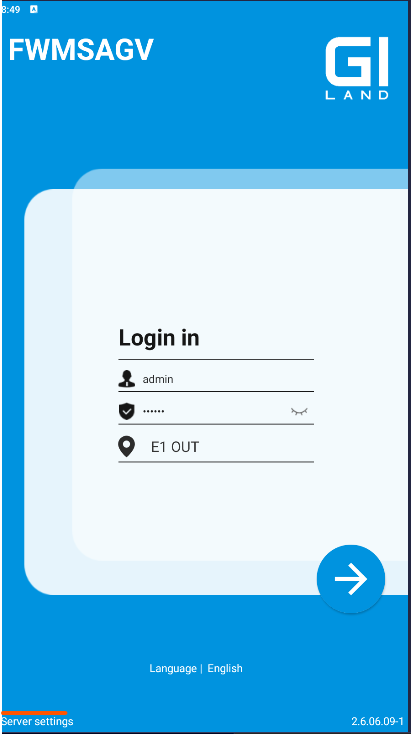 8:49 A
FWMSAGV
GI
LAND
Login in
admin
••••••
E1 OUT
Language | English
Server settings
2.6.06.09-1